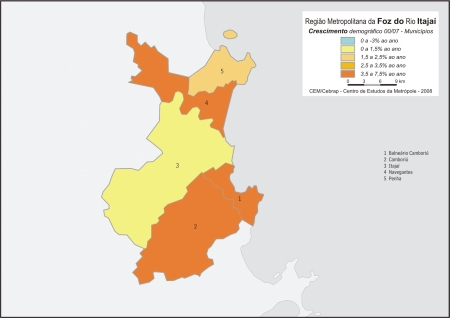 Região Metropolitana da Foz do Rio Itajaí
Crescimento demográfico 00/07 - Municípios
0 a -3% ao ano
0 a 1,5% ao ano
1,5 a 2,5% ao ano
2,5 a 3,5% ao ano
3,5 a 7,5% ao ano
0 3 6 9 km
CEM/Cebrap - Centro de Estudos da Metrópole - 2008
5
4
3
1 Balneário Camboriú
2 Camboriú
3 Itajaí
4 Navegantes
5 Penha
1
2